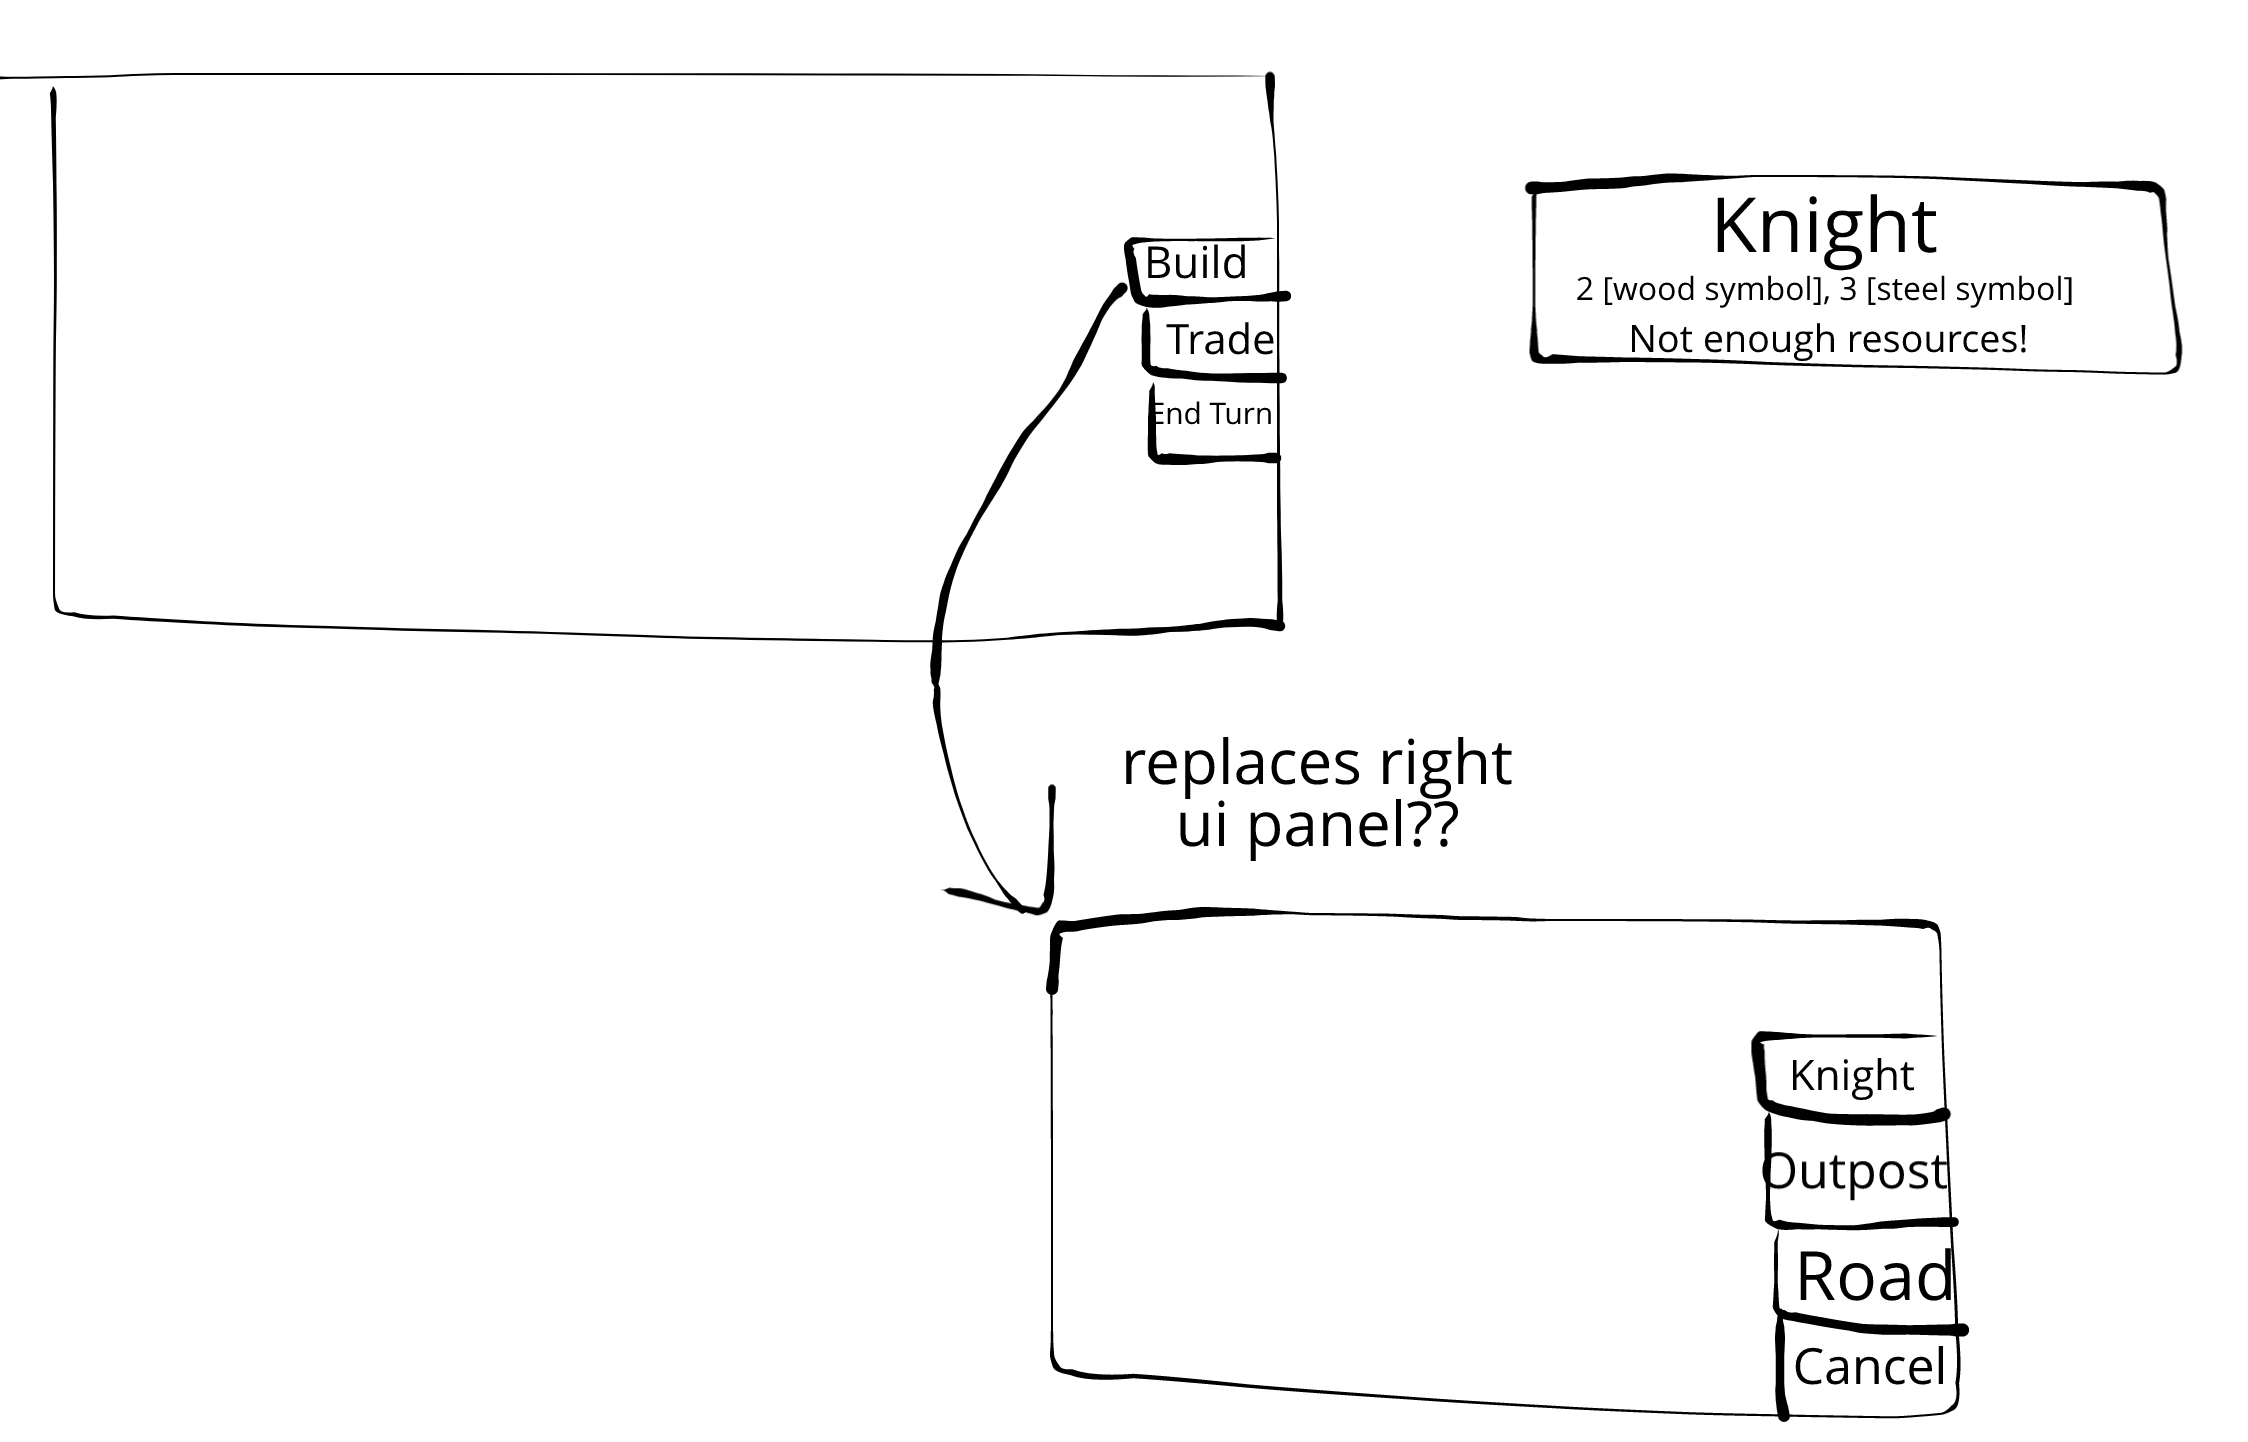 Build
Trade
End Turn
Knight
2 [wood symbol], 3 [steel symbol]
Not enough resources!
replaces right
ui panel??
Knight
Outpost
Road
Cancel